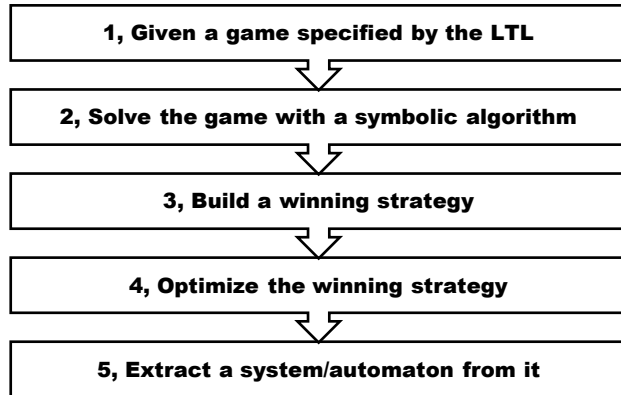 1, Given a game specified by the LTL
2, Solve the game with a symbolic algorithm
3, Build a winning strategy
4, Optimize the winning strategy
5, Extract a system/automaton from it